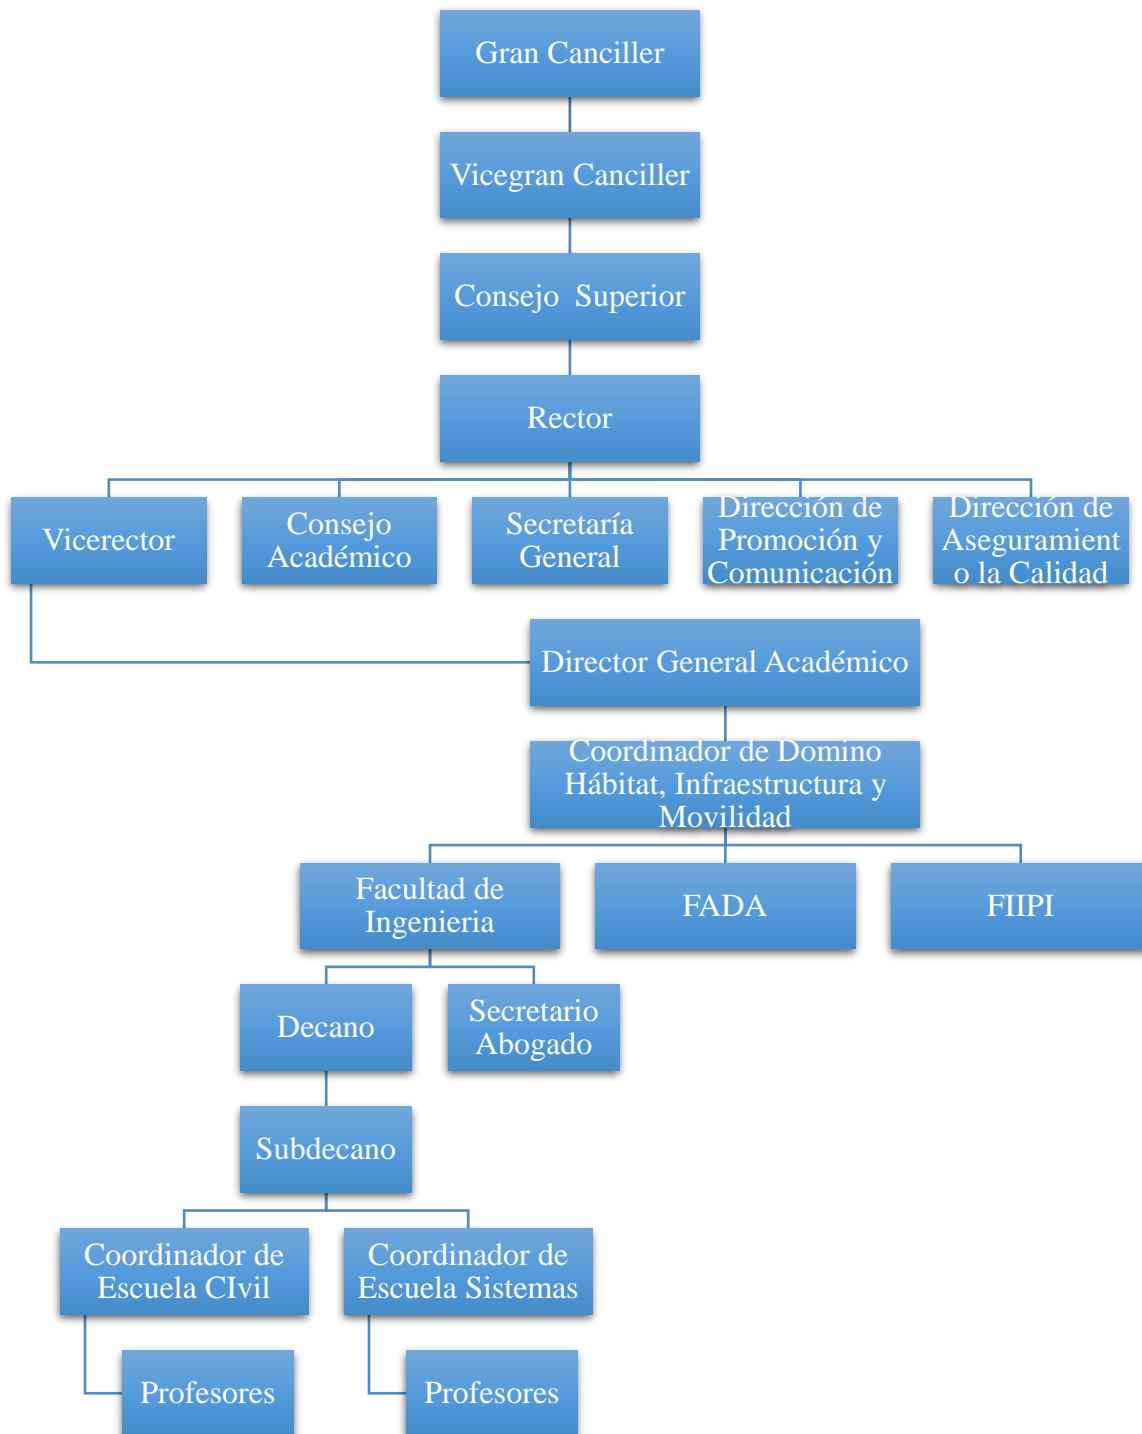 Gran Canciller
Vicegran Canciller
Consejo Superior
Rector
Vicerector
Consejo
Académico
Secretaría
General
Dirección de
Promoción y
Comunicación
Dirección de
Aseguramient
o la Calidad
Director General Académico
Coordinador de Domino
Hábitat, Infraestructura y
Movilidad
Facultad de
Ingenieria
FADA
FIIPI
Decano
Secretario
Abogado
Subdecano
Coordinador de
Escuela CIvil
Coordinador de
Escuela Sistemas
Profesores
Profesores